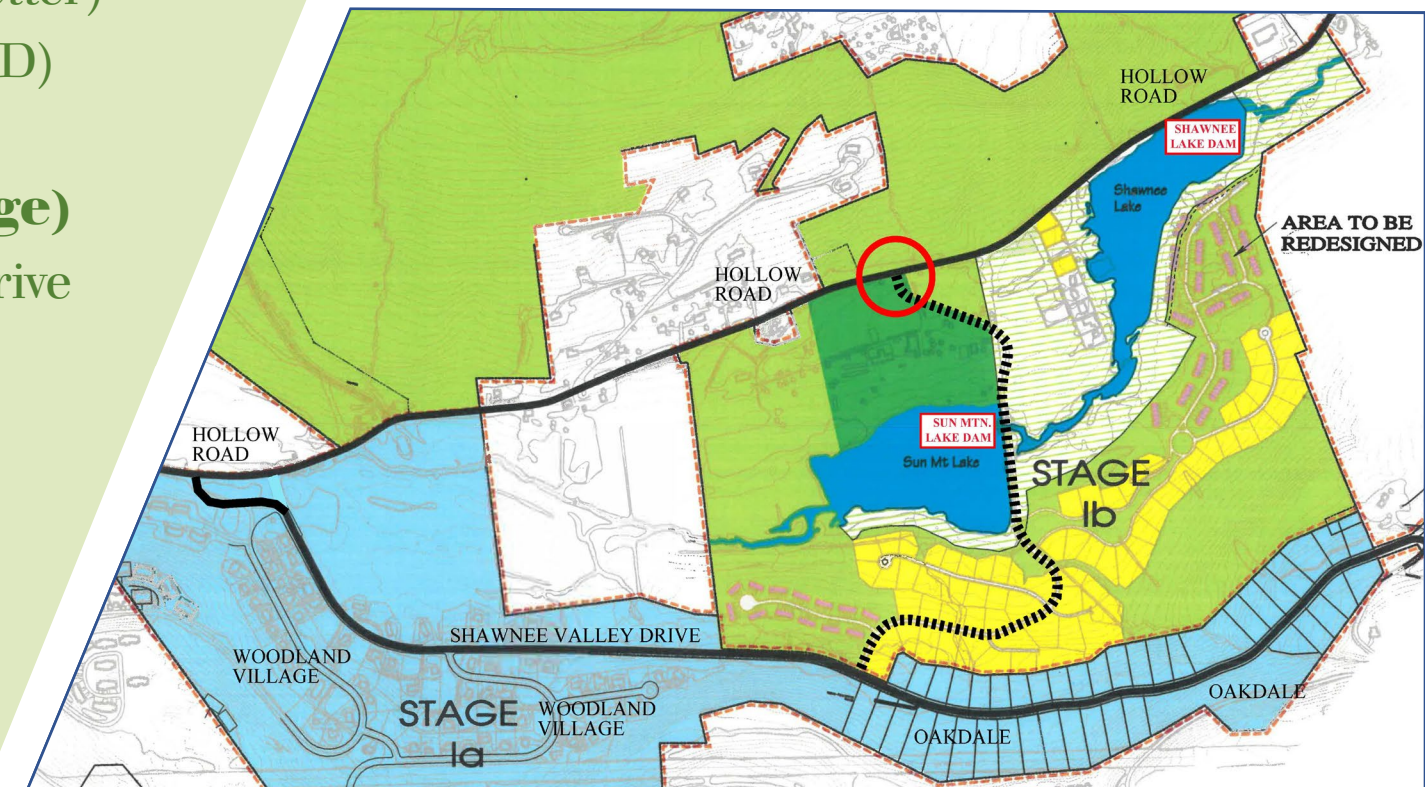 D)
ge)
rive
HOLLOW
ROAD
SHAWNEE
LAKE DAM
Shawnee
Lake
AREA TO BE
REDESIGNED
HOLLOW
ROAD
SUN MTN.
LAKE DAM
Sun Mt Lake
HOLLOW
ROAD
STAGE
Ib
SHAWNEE VALLEY DRIVE
WOODLAND
VILLAGE
STAGE
Ia
WOODLAND
VILLAGE
OAKDALE
OAKDALE